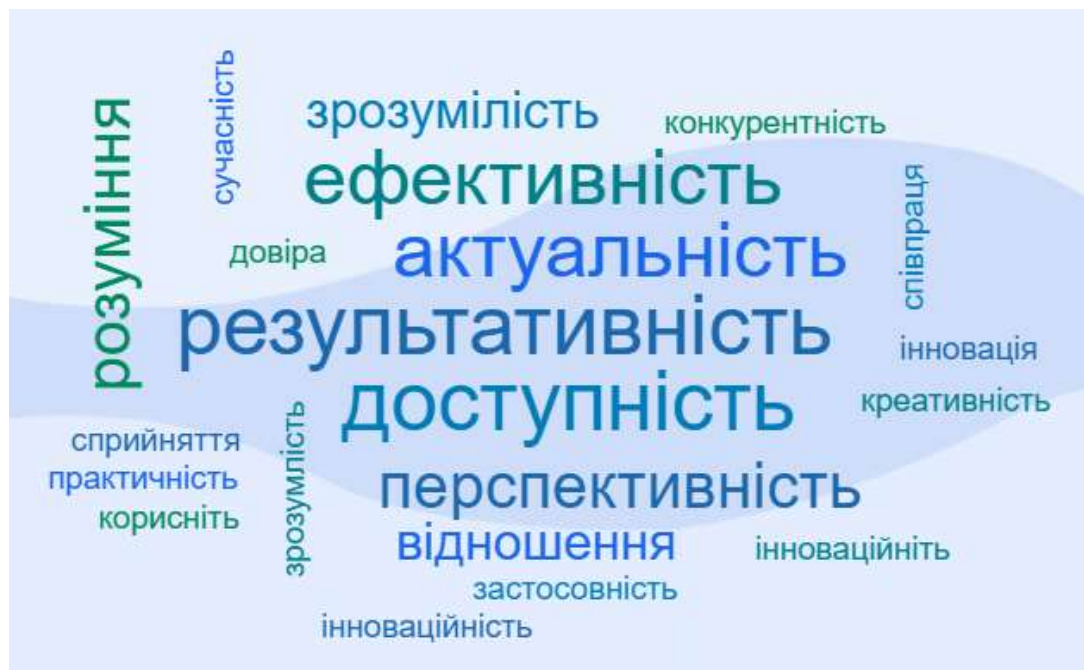 сучасність
розуміння
зрозумілість
конкурентність
ефективність
співпраця
довіра
актуальність
результативність
інновація
доступність
креативність
сприйняття
зрозумлість
практичність
перспективність
корисніть
відношення
інноваційніть
застосовність
інноваційність